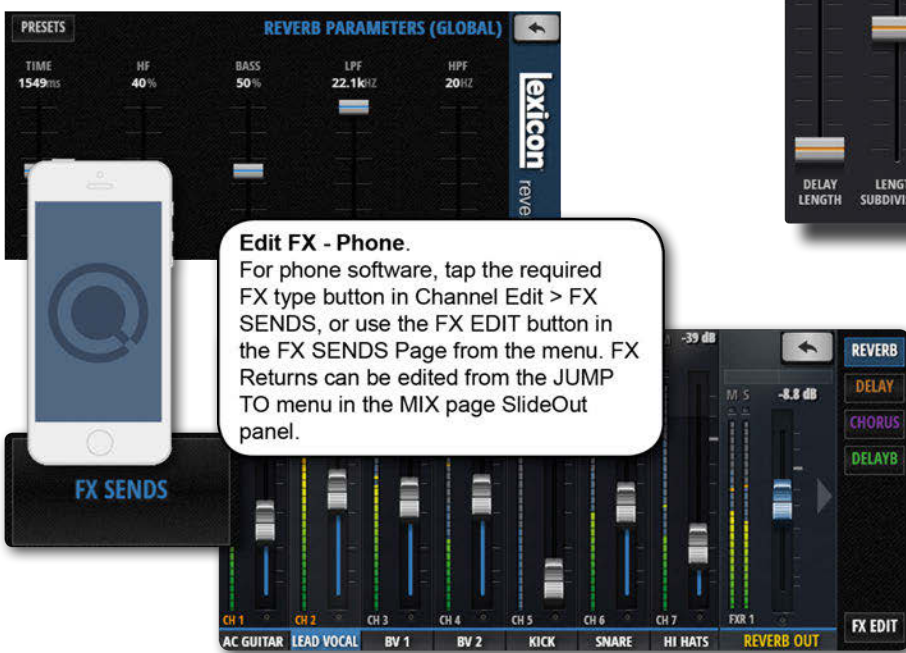 PRESETS
REVERB PARAMETERS (GLOBAL)
TIME HF BASS LPF HPF
1549ms 40% 50% 22.1kHZ 20HZ
lexicon
DELAY
LENGTH
Edit FX - Phone.
For phone software, tap the required
FX type button in Channel Edit > FX
SENDS, or use the FX EDIT button in
the FX SENDS Page from the menu. FX
Returns can be edited from the JUMP
TO menu in the MIX page SlideOut
panel.
FX SENDS
-39 dB
M S -8.8 dB
REVERB
DELAY
CHORUS
DELAYB
FX EDIT
CH 1 CH 2 CH 3 CH 4 CH 5 CH 6 CH 7 FXR 1
AC GUITAR LEAD VOCAL BV 1 BV 2 KICK SNARE HI HATS REVERB OUT